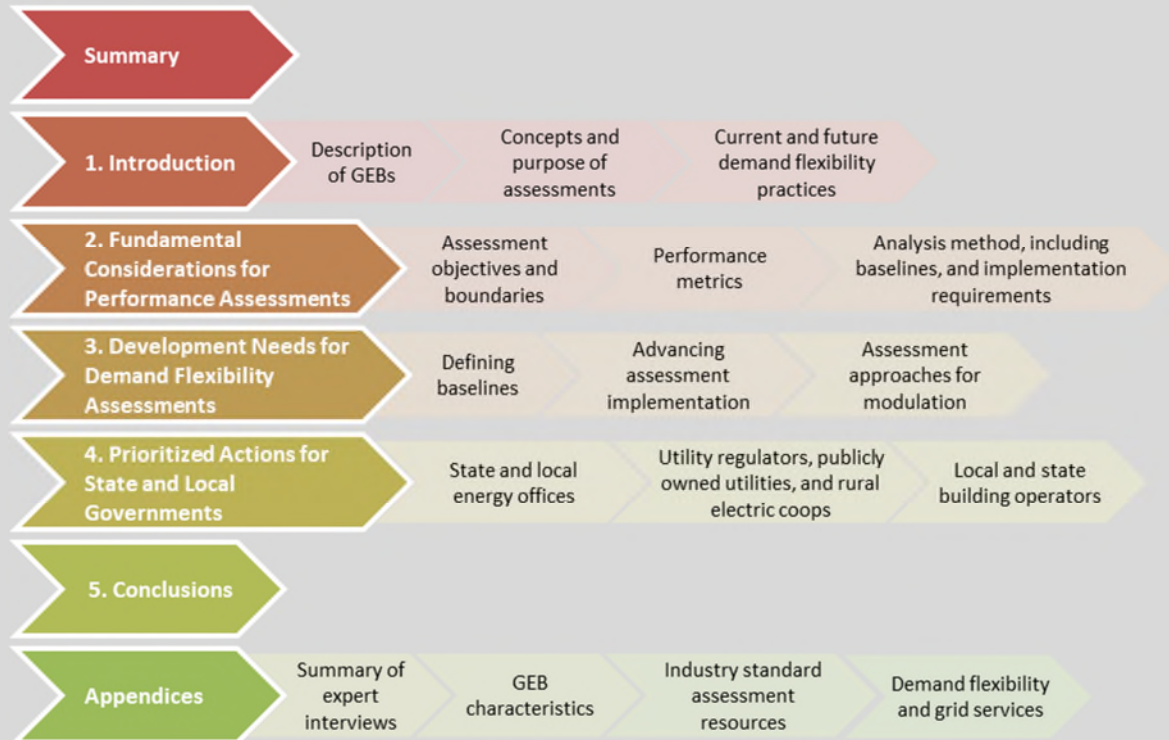 Summary
1. Introduction
Description
of GEBs
Concepts and
purpose of
assessments
Current and future
demand flexibility
practices
2. Fundamental
Considerations for
Performance Assessments
Assessment
objectives and
boundaries
Performance
metrics
Analysis method, including
baselines, and implementation
requirements
3. Development Needs for
Demand Flexibility
Assessments
Defining
baselines
Advancing
assessment
implementation
Assessment
approaches for
modulation
4. Prioritized Actions for
State and Local
Governments
State and local
energy offices
Utility regulators, publicly
owned utilities, and rural
electric coops
Local and state
building operators
5. Conclusions
Appendices
Summary of
expert
interviews
GEB
characteristics
Industry standard
assessment
resources
Demand flexibility
and grid services